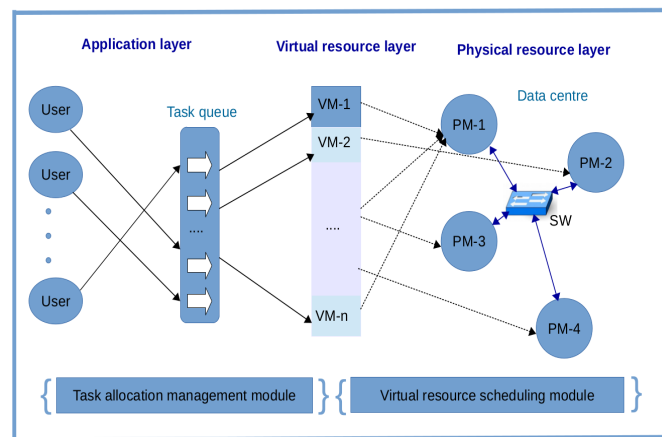 Application layer
Virtual resource layer
Physical resource layer
User
Task queue
VM-1
PM-1
Data centre
VM-2
PM-2
User
....
....
SW
PM-3
User
VM-n
PM-4
{ Task allocation management module }
{ Virtual resource scheduling module }